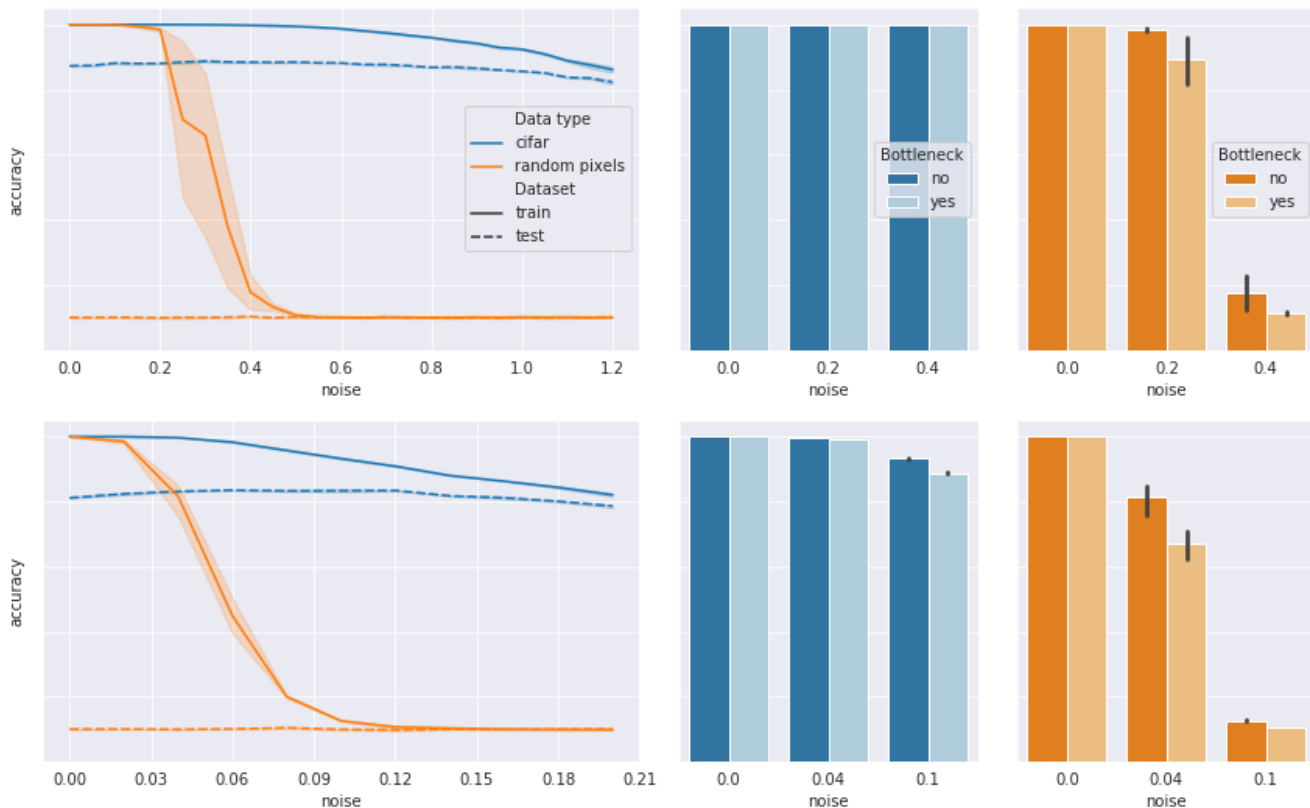 accuracy
Data type
cifar
random pixels
Dataset
train
test
0.0 0.2 0.4 0.6 0.8 1.0 1.2
noise
Bottleneck
no
yes
0.0 0.2 0.4
noise
Bottleneck
no
yes
0.0 0.2 0.4
noise
accuracy
0.00 0.03 0.06 0.09 0.12 0.15 0.18 0.21
noise
0.0 0.04 0.1
noise
0.0 0.04 0.1
noise